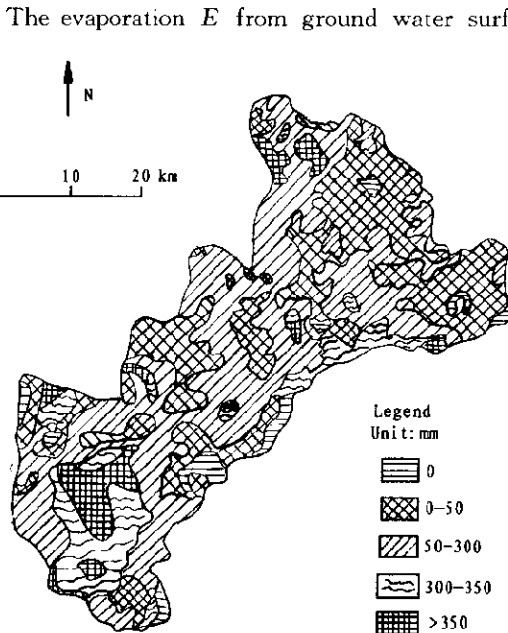 The evaporation E from ground water surf
N
10 20 km
Legend
Unit: mm
0
0-50
50-300
300-350
>350